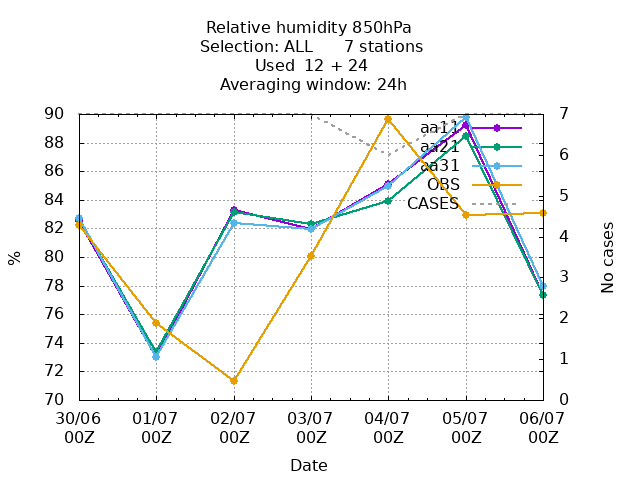 Relative humidity 850hPa
Selection: ALL 7 stations
Used 12 + 24
Averaging window: 24h
90
88
86
84
82
80
78
76
74
72
70
%
7
6
5
4
3
2
1
0
No cases
aa11
aa21
aa31
OBS
CASES
30/06 01/07 02/07 03/07 04/07 05/07 06/07
00Z 00Z 00Z 00Z 00Z 00Z 00Z
Date